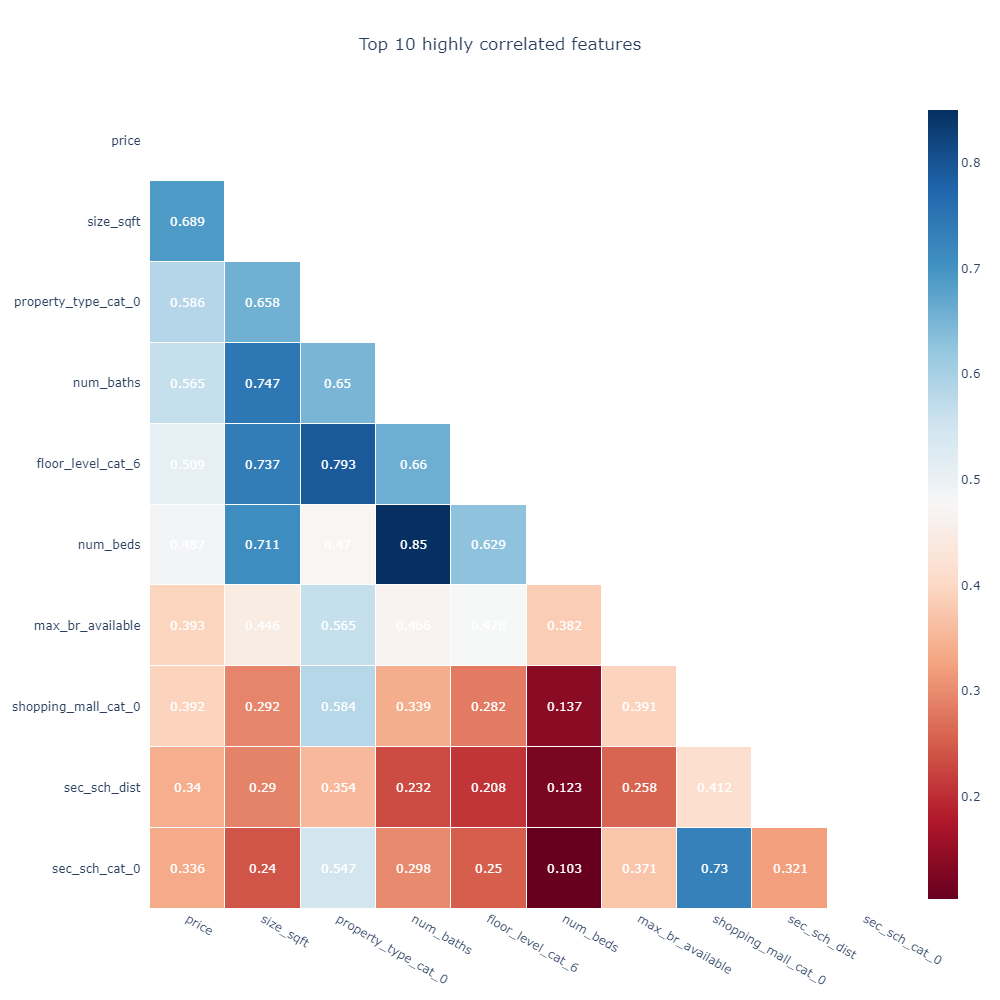 Top 10 highly correlated features
price
0.8
size_sqft 0.689
0.7
property_type_cat_0 0.586 0.658
num_baths 0.565 0.747 0.65
0.6
floor_level_cat_6 0.509 0.737 0.793 0.66
0.5
num_beds 0.487 0.711 0.47 0.85 0.629
0.4
max_br_available 0.393 0.446 0.565 0.466 0.478 0.382
0.3
shopping_mall_cat_0 0.392 0.292 0.584 0.339 0.282 0.137 0.391
sec_sch_dist 0.34 0.29 0.354 0.232 0.208 0.123 0.258 0.412
0.2
sec_sch_cat_0 0.336 0.24 0.547 0.298 0.25 0.103 0.371 0.73 0.321
price size_sqft property_type_cat_0 num_baths floor_level_cat_6 num_beds max_br_available shopping_mall_cat_0 sec_sch_dist sec_sch_cat_0